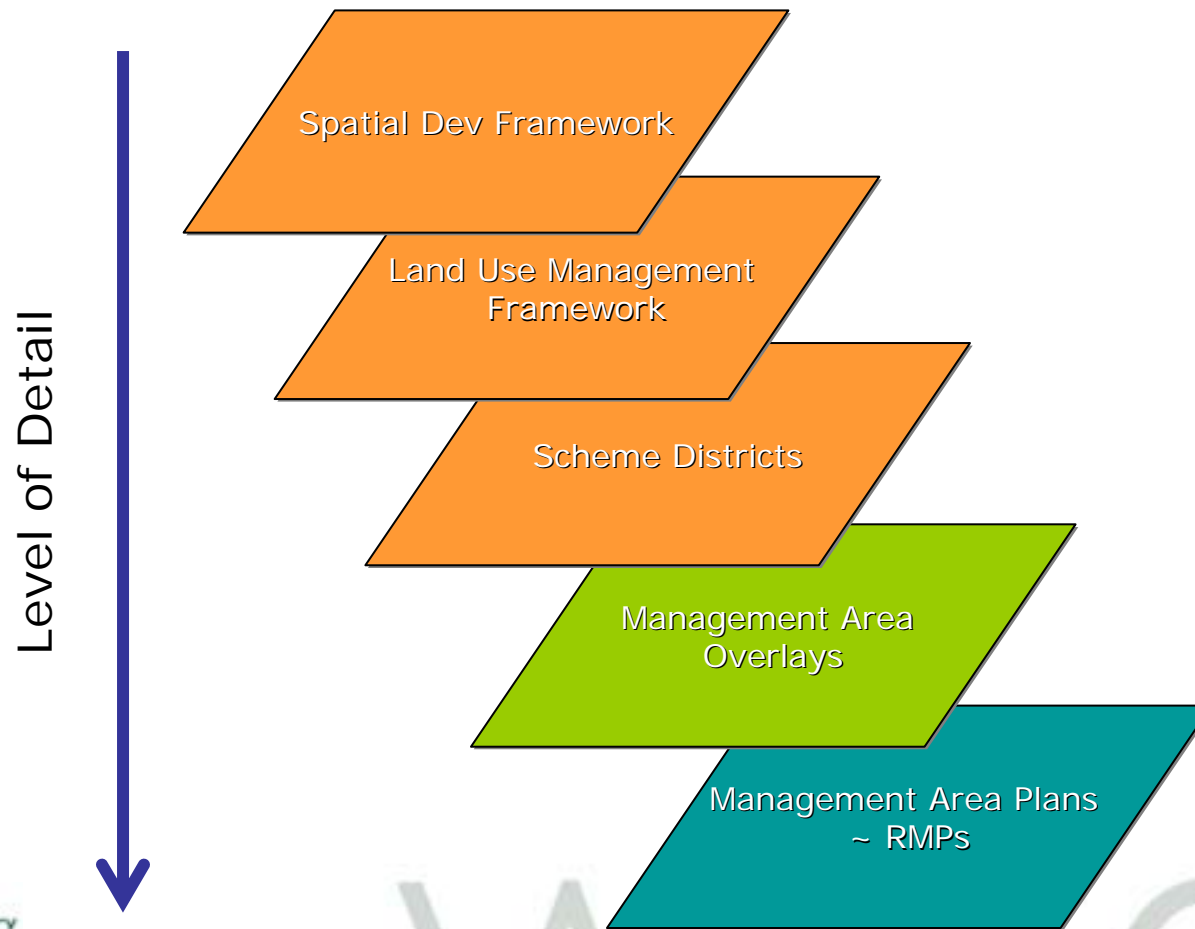 Spatial Dev Framework
Land Use Management
Framework
Scheme Districts
Management Area
Overlays
Management Area Plans
~ RMPs
Level of Detail